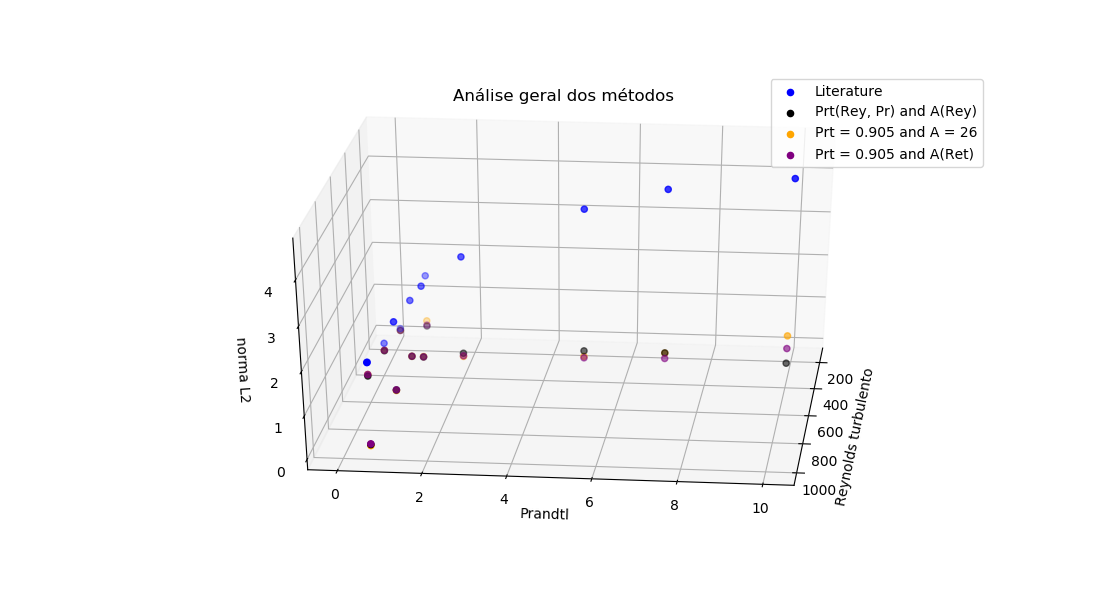 Análise geral dos métodos
Literature
Prt(Rey, Pr) and A(Rey)
Prt = 0.905 and A = 26
Prt = 0.905 and A(Ret)
4
3
2
1
0
norma L2
0
2
4
6
8
10
Prandtl
200
400
600
800
1000
Reynolds turbulento